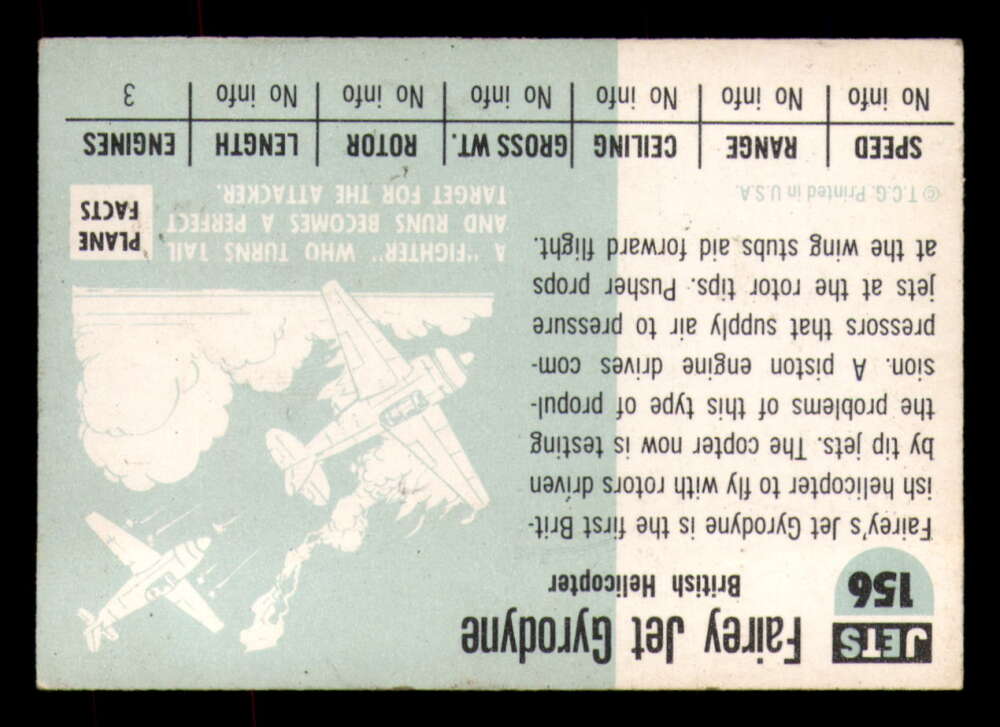 JETS
156
Fairey Jet Gyrodyne
British Helicopter
Fairey's Jet Gyrodyne is the first Brit-
ish helicopter to fly with rotors driven
by tip jets. The copter now is testing
the problems of this type of propul-
sion. A piston engine drives com-
pressors that supply air to pressure
jets at the rotor tips. Pusher props
at the wing stubs aid forward flight.
© T.C.G. Printed in U.S.A.
PLANE
FACTS
A "FIGHTER" WHO TURNS TAIL
AND RUNS BECOMES A PERFECT
TARGET FOR THE ATTACKER.
SPEED RANGE CEILING GROSS WT. ROTOR LENGTH ENGINES
No info No info No info No info No info No info 3